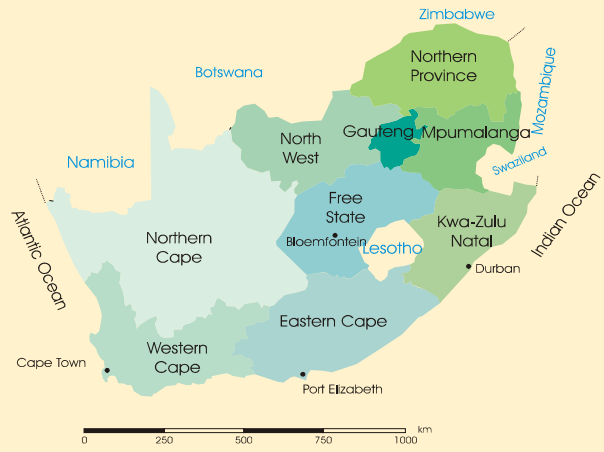 Zimbabwe
Northern
Province
Botswana
Mozambique
North
West
Gauteng
Mpumalanga
Namibia
Swaziland
Free
State
Kwa-Zulu
Natal
Indian Ocean
Atlantic Ocean
Northern
Cape
Bloemfontein
Lesotho
Durban
Eastern Cape
Western
Cape
Cape Town
Port Elizabeth
km
0 250 500 750 1000